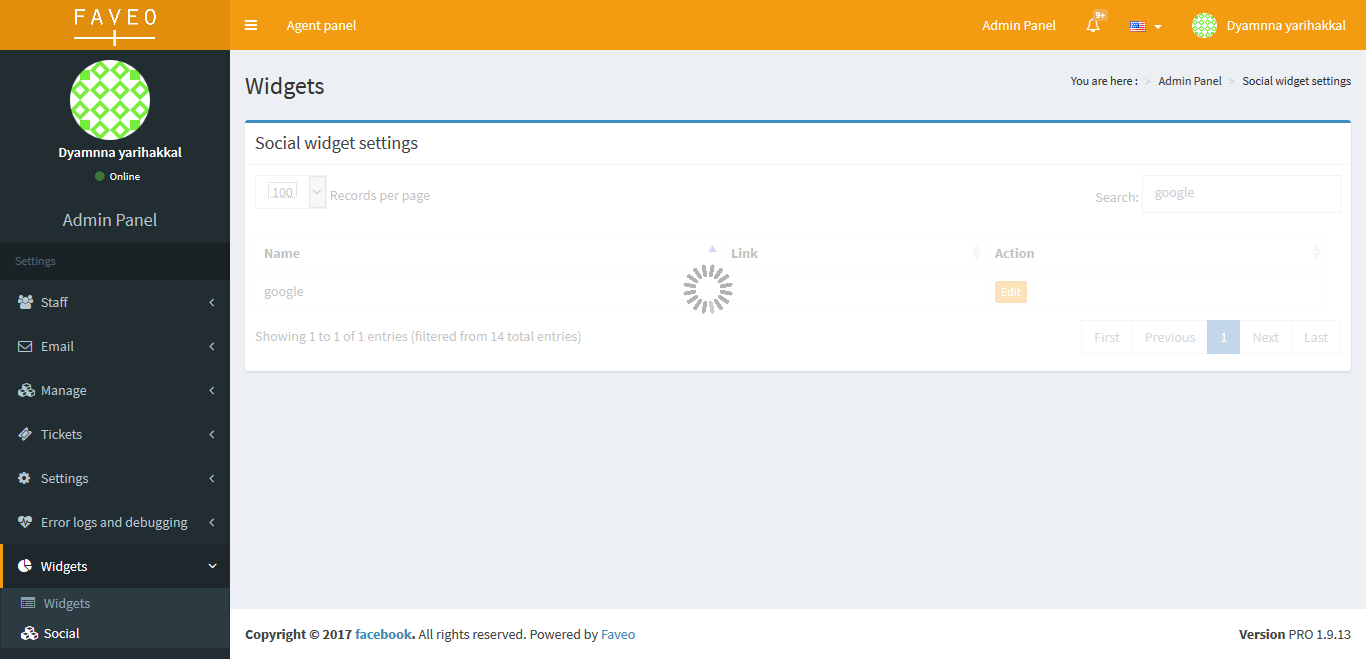 FAVEO
Agent panel
Admin Panel
9+
Dyamnna yarihakkal
Dyamnna yarihakkal
Online
Admin Panel
Settings
Staff
Email
Manage
Tickets
Settings
Error logs and debugging
Widgets
Widgets
Social
Widgets
You are here : > Admin Panel > Social widget settings
Social widget settings
100 Records per page
Search: google
Name Link Action
google Edit
Showing 1 to 1 of 1 entries (filtered from 14 total entries)
First Previous 1 Next Last
Copyright © 2017 facebook. All rights reserved. Powered by Faveo
Version PRO 1.9.13